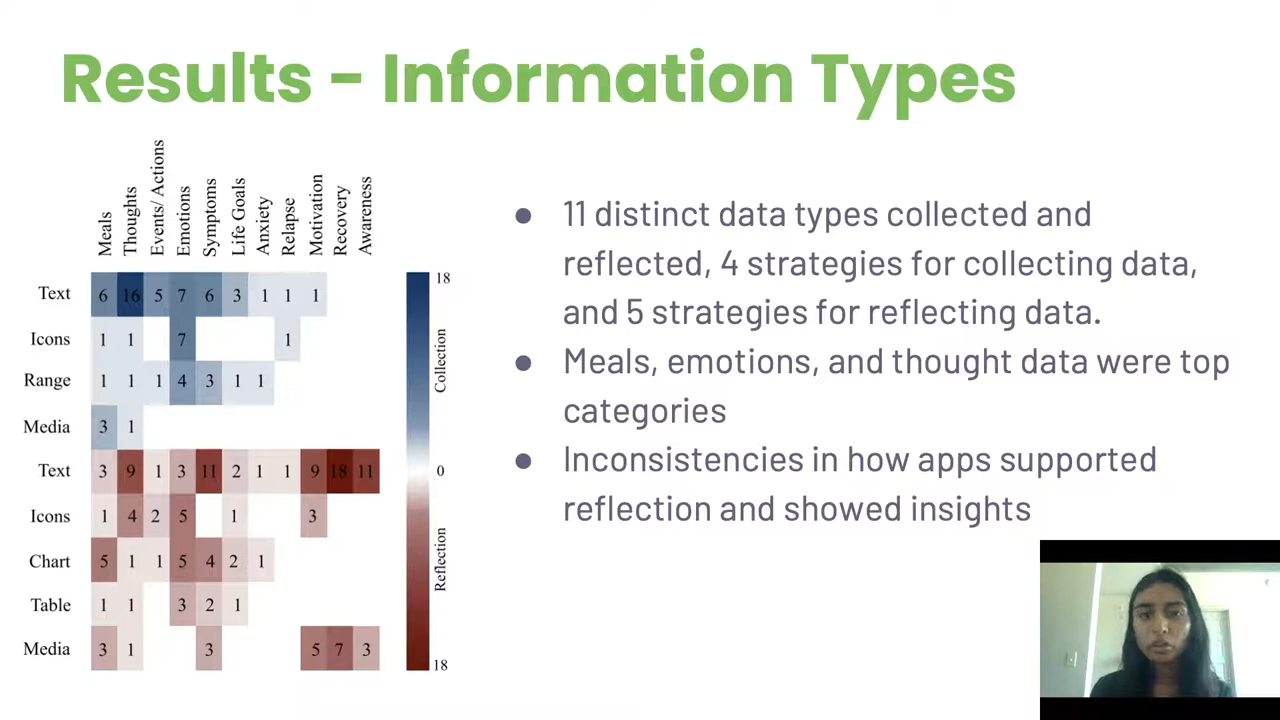 Results - Information Types
Meals
Thoughts
Events/ Actions
Emotions
Symptoms
Life Goals
Anxiety
Relapse
Motivation
Recovery
Awareness
Text 6 16 5 7 6 3 1 1 1
Icons 1 1 7 1
Range 1 1 1 4 3 1 1
Media 3 1
Text 3 9 1 3 11 2 1 1 9 18 11
Icons 1 4 2 5 1 3
Chart 5 1 1 5 4 2 1
Table 1 1 3 2 1
Media 3 1 3 5 7 3
18
Collection
0
Reflection
18
● 11 distinct data types collected and
reflected, 4 strategies for collecting data,
and 5 strategies for reflecting data.
● Meals, emotions, and thought data were top
categories
● Inconsistencies in how apps supported
reflection and showed insights